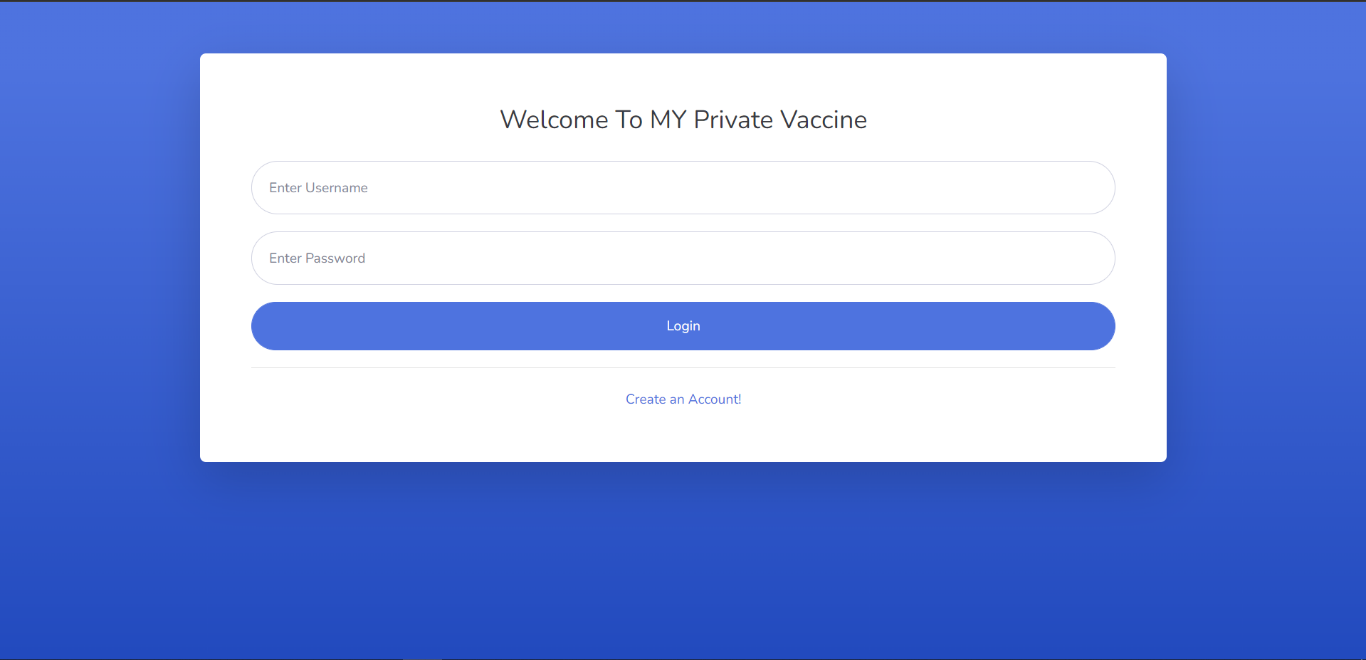 Welcome To MY Private Vaccine
Enter Username
Enter Password
Login
Create an Account!